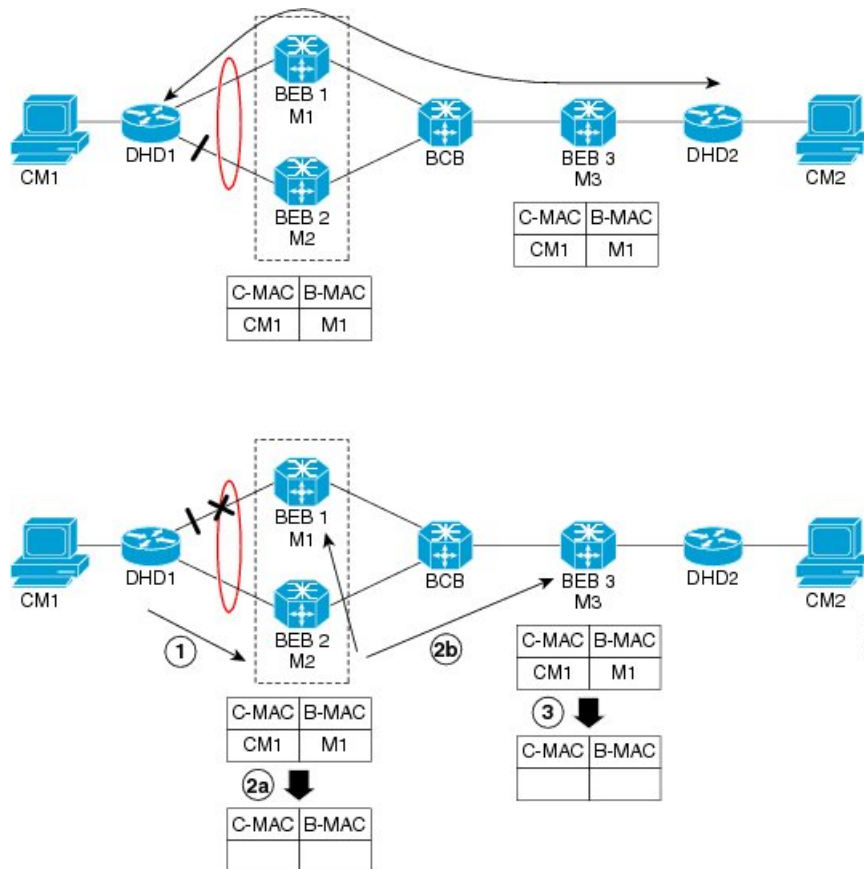 BEB 1
M1
CM1
DHD1
BEB 2
M2
BCB
BEB 3
M3
DHD2
CM2
C-MAC B-MAC
CM1 M1
C-MAC B-MAC
CM1 M1
BEB 1
M1
CM1
DHD1
BCB
BEB 3
M3
DHD2
CM2
1
BEB 2
M2
2b
C-MAC B-MAC
CM1 M1
3
C-MAC B-MAC
C-MAC B-MAC
CM1 M1
2a
C-MAC B-MAC